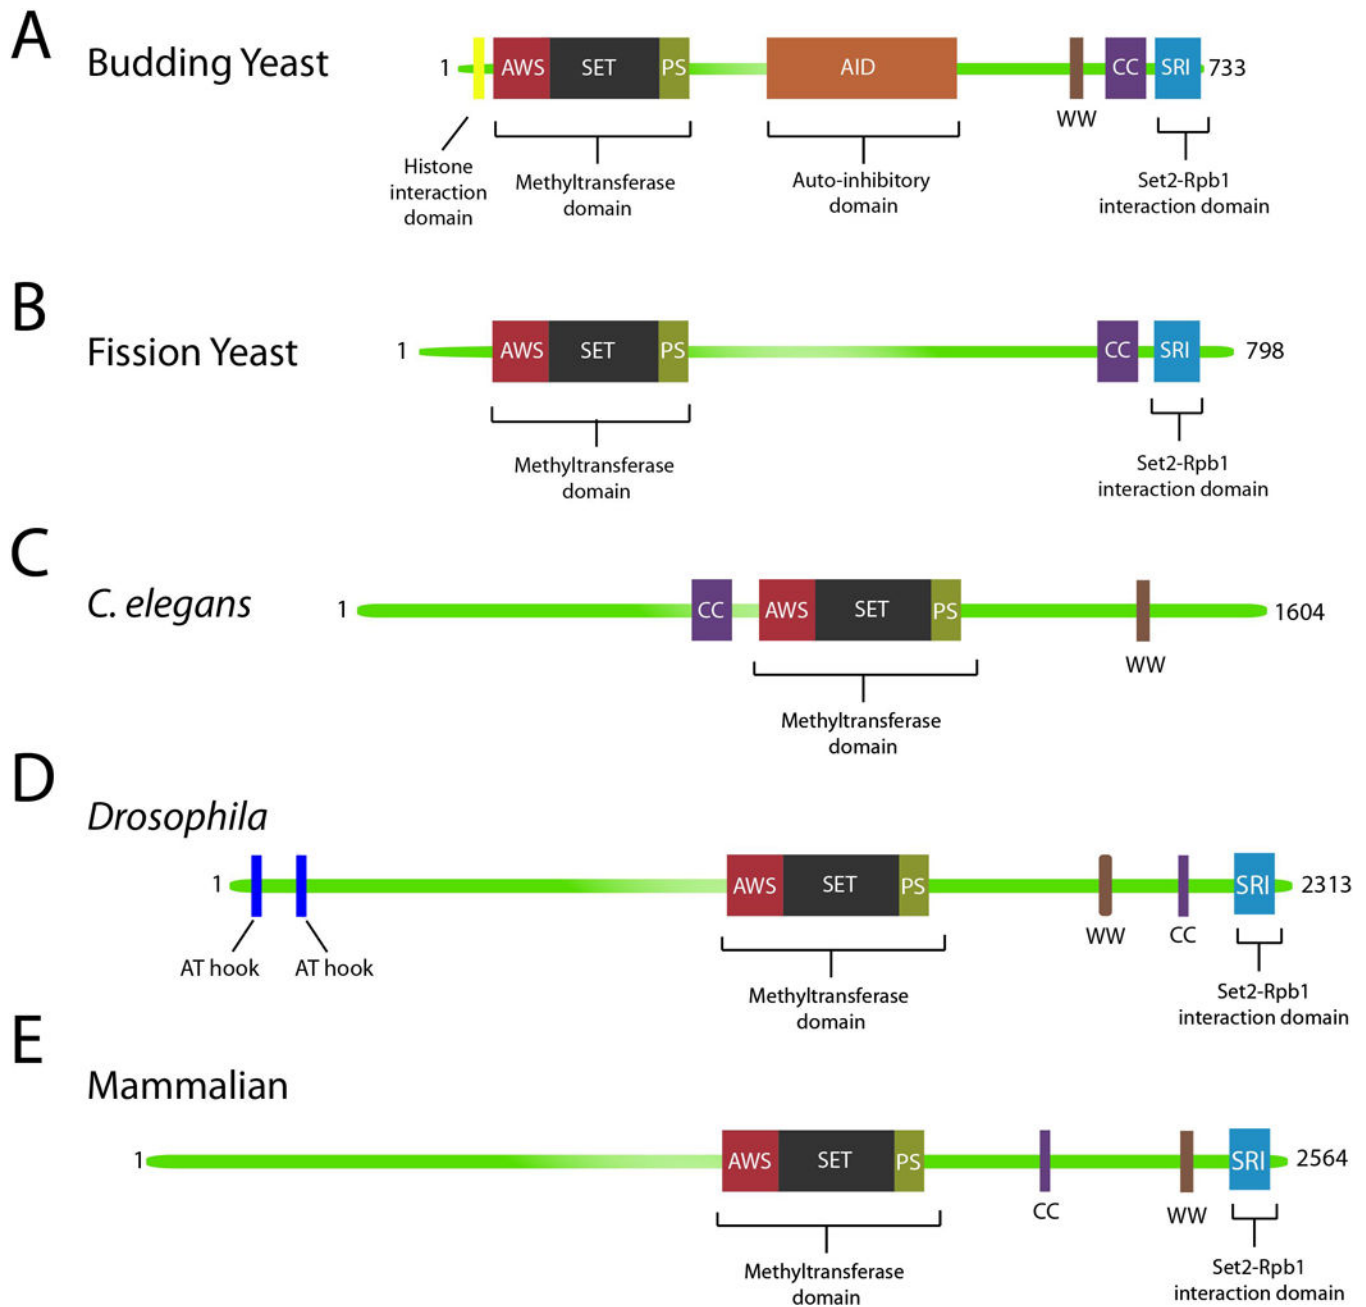 A
Budding Yeast
1
AWS
SET
PS
AID
WW
CC
SRI
733
Histone
interaction
domain
Methyltransferase
domain
Auto-inhibitory
domain
Set2-Rpb1
interaction domain
B
Fission Yeast
1
AWS
SET
PS
CC
SRI
798
Methyltransferase
domain
Set2-Rpb1
interaction domain
C
C. elegans
1
CC
AWS
SET
PS
WW
1604
Methyltransferase
domain
D
Drosophila
1
AT hook
AT hook
AWS
SET
PS
WW
CC
SRI
2313
Methyltransferase
domain
Set2-Rpb1
interaction domain
E
Mammalian
1
AWS
SET
PS
CC
WW
SRI
2564
Methyltransferase
domain
Set2-Rpb1
interaction domain